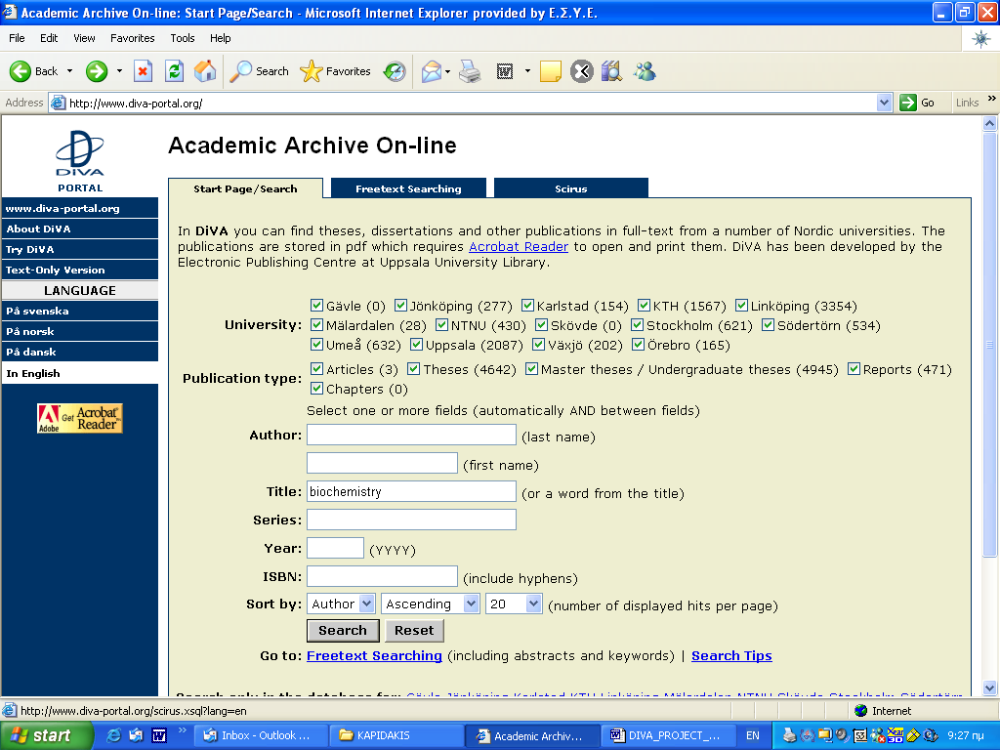 Academic Archive On-line: Start Page/Search - Microsoft Internet Explorer provided by Ε.Σ.Υ.Ε.
File Edit View Favorites Tools Help
Back Search Favorites
Address http://www.diva-portal.org/ Go Links »
DiVA
PORTAL
www.diva-portal.org
About DiVA
Try DiVA
Text-Only Version
LANGUAGE
På svenska
På norsk
På dansk
In English
Adobe Get Acrobat Reader
Academic Archive On-line
Start Page/Search Freetext Searching Scirus
In DiVA you can find theses, dissertations and other publications in full-text from a number of Nordic universities. The
publications are stored in pdf which requires Acrobat Reader to open and print them. DiVA has been developed by the
Electronic Publishing Centre at Uppsala University Library.
University: Gävle (0) Jönköping (277) Karlstad (154) KTH (1567) Linköping (3354)
Mälardalen (28) NTNU (430) Skövde (0) Stockholm (621) Södertörn (534)
Umeå (632) Uppsala (2087) Växjö (202) Örebro (165)
Publication type: Articles (3) Theses (4642) Master theses / Undergraduate theses (4945) Reports (471)
Chapters (0)
Select one or more fields (automatically AND between fields)
Author: (last name)
(first name)
Title: biochemistry (or a word from the title)
Series:
Year: (YYYY)
ISBN: (include hyphens)
Sort by: Author Ascending 20 (number of displayed hits per page)
Search Reset
Go to: Freetext Searching (including abstracts and keywords) | Search Tips
Search only in the database for: Gävle Jönköping Karlstad KTH Linköping Mälardalen NTNU Skövde Stockholm Södertörn
http://www.diva-portal.org/scirus.xsql?lang=en Internet
start » Inbox - Outlook ... KAPIDAKIS Academic Archiv... DIVA_PROJECT_... EN 9:27 πμ